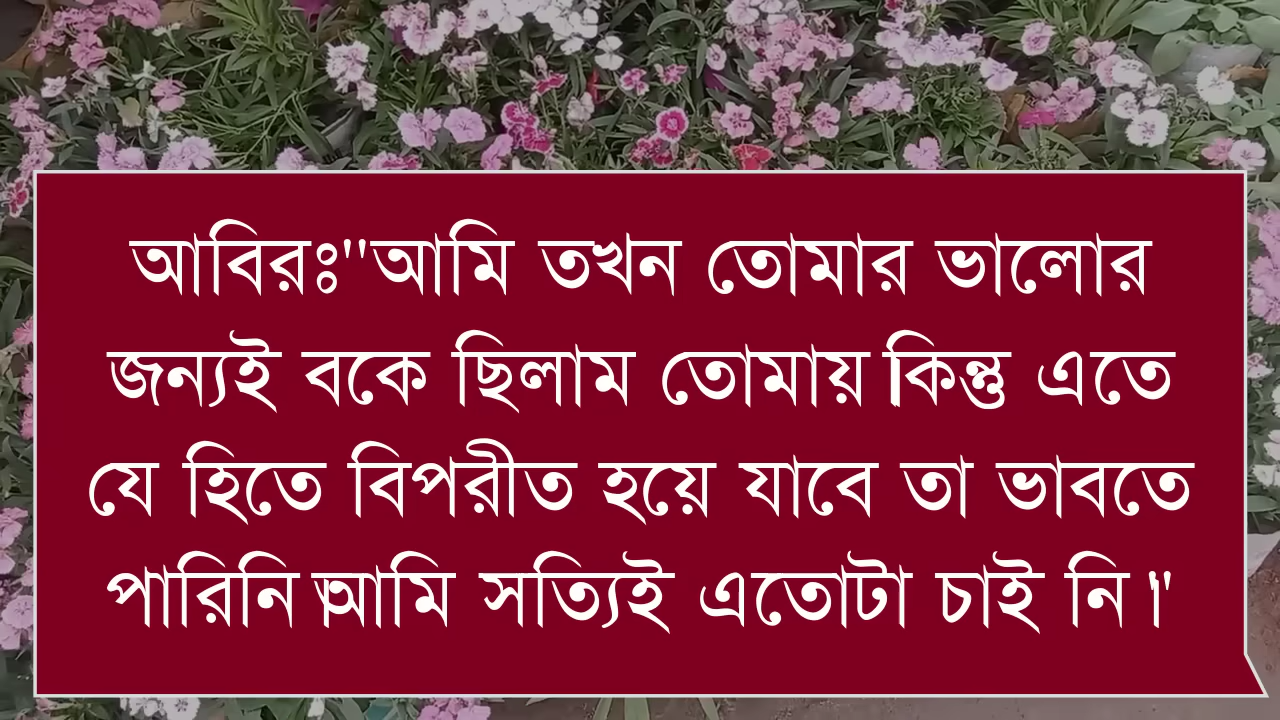 আবিরঃ"আমি তখন তোমার ভালোর
জন্যই বকে ছিলাম তোমায়।কিন্তু এতে
যে হিতে বিপরীত হয়ে যাবে তা ভাবতে
পারিনি।আমি সত্যিই এতোটা চাই নি।"